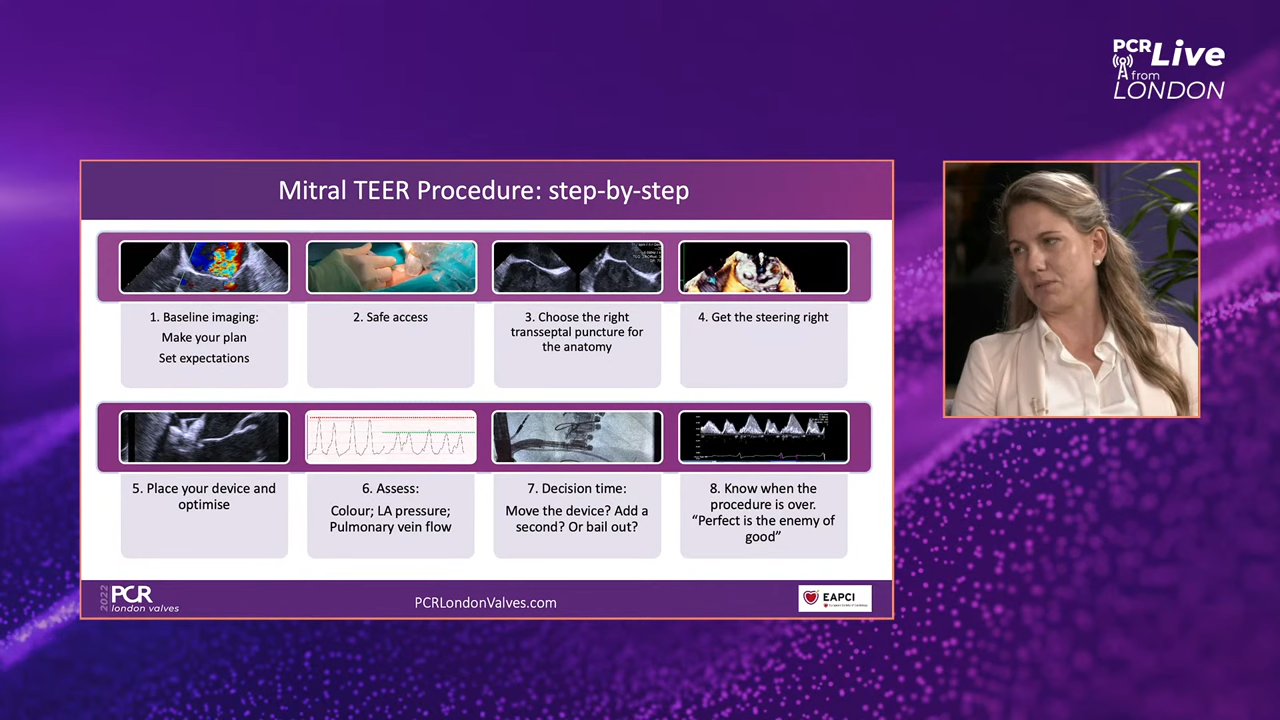 PCR Live
from
LONDON
Mitral TEER Procedure: step-by-step
1. Baseline imaging:
Make your plan
Set expectations
2. Safe access
3. Choose the right
transseptal puncture for
the anatomy
4. Get the steering right
5. Place your device and
optimise
6. Assess:
Colour; LA pressure;
Pulmonary vein flow
7. Decision time:
Move the device? Add a
second? Or bail out?
8. Know when the
procedure is over.
“Perfect is the enemy of
good”
2022
PCR
london valves
PCRLondonValves.com
EAPCI